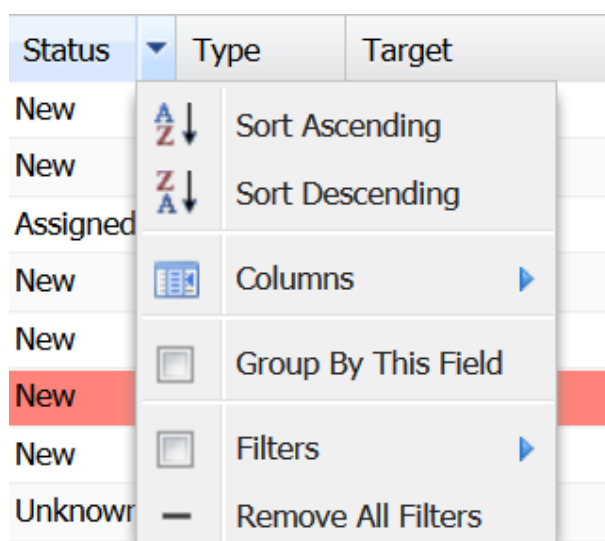 Status Type Target
New
Sort Ascending
New
Sort Descending
Assigned
New
Columns
New
Group By This Field
New
New
Filters
Unknown
Remove All Filters